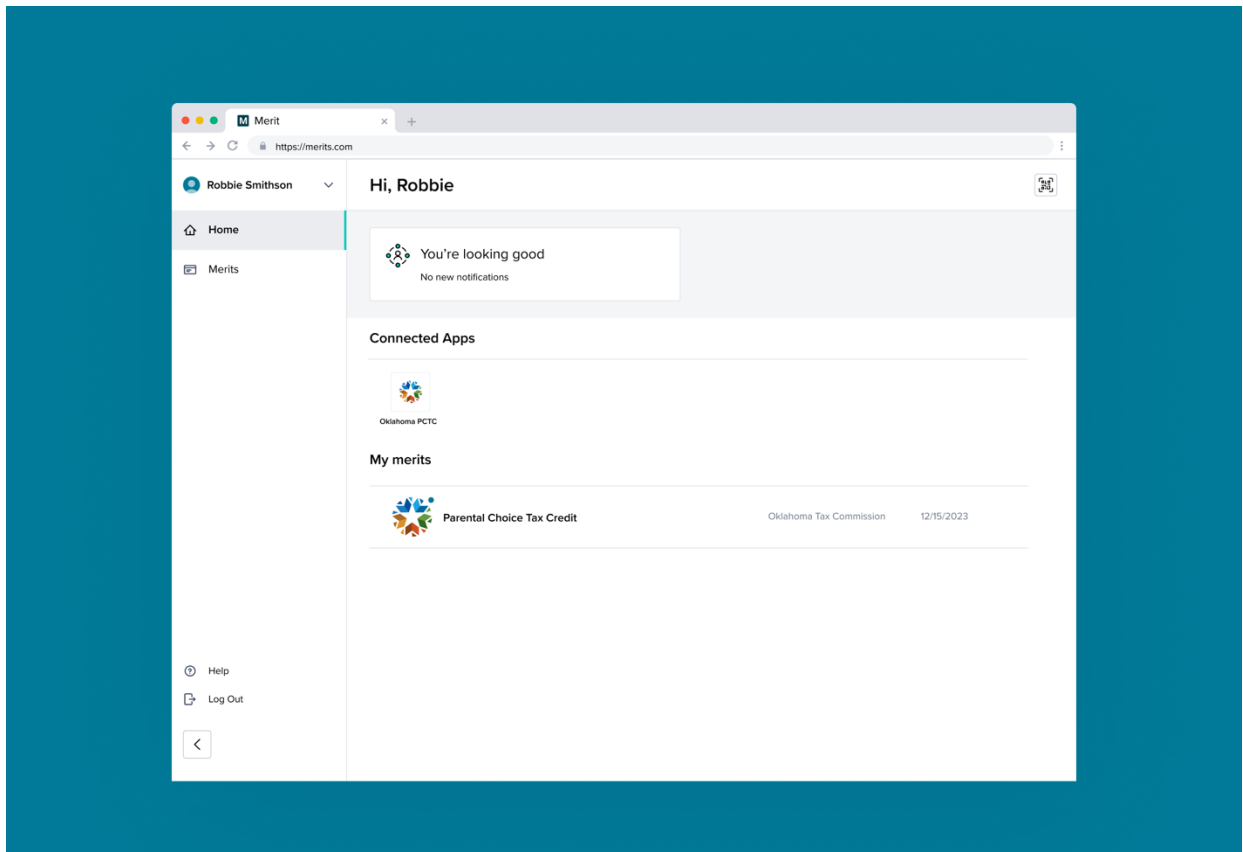 M Merit
https://merits.com
Robbie Smithson
Hi, Robbie
Home
Merits
You're looking good
No new notifications
Connected Apps
Oklahoma PCTC
My merits
Parental Choice Tax Credit Oklahoma Tax Commission 12/15/2023
Help
Log Out